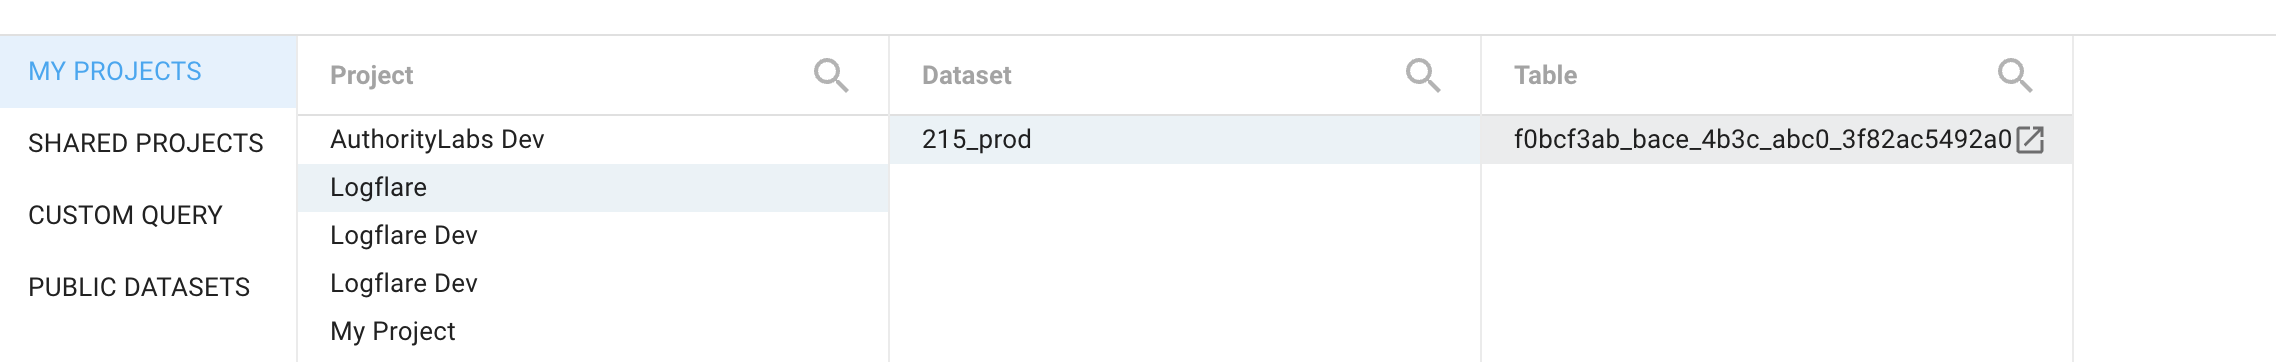 MY PROJECTS
SHARED PROJECTS
CUSTOM QUERY
PUBLIC DATASETS
Project
AuthorityLabs Dev
Logflare
Logflare Dev
Logflare Dev
My Project
Dataset
215_prod
Table
f0bcf3ab_bace_4b3c_abc0_3f82ac5492a0